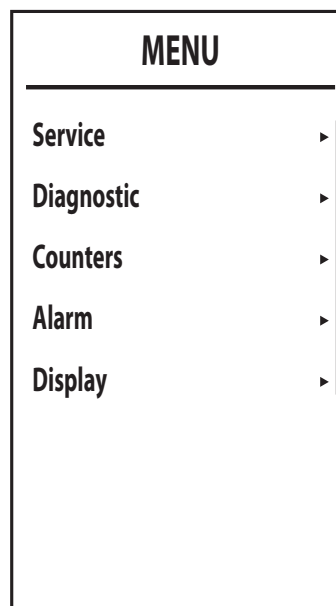 MENU
Service
Diagnostic
Counters
Alarm
Display